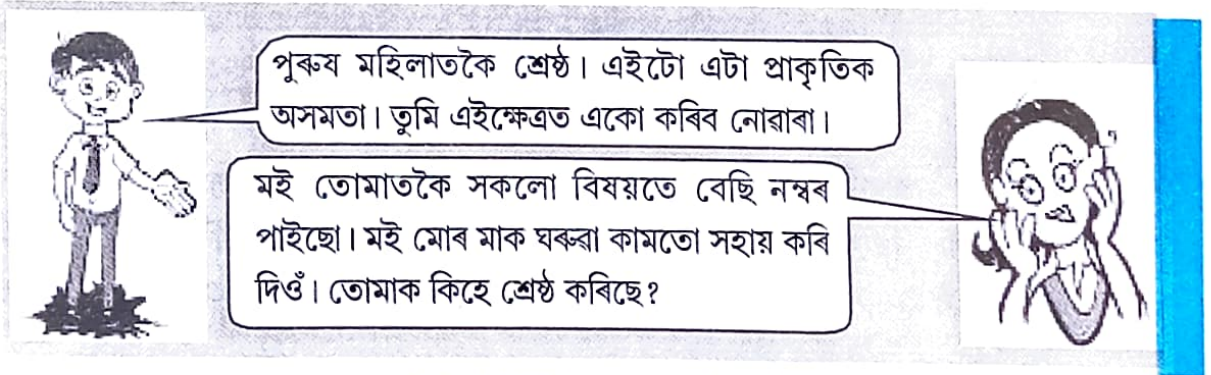 পুৰুষ মহিলাতকৈ শ্ৰেষ্ঠ। এইটো এটা প্ৰাকৃতিক
অসমতা। তুমি এইক্ষেত্ৰত একো কৰিব নোৱাৰা।
মই তোমাতকৈ সকলো বিষয়তে বেছি নম্বৰ
পাইছো। মই মোৰ মাক ঘৰুৱা কামতো সহায় কৰি
দিওঁ। তোমাক কিহে শ্ৰেষ্ঠ কৰিছে?